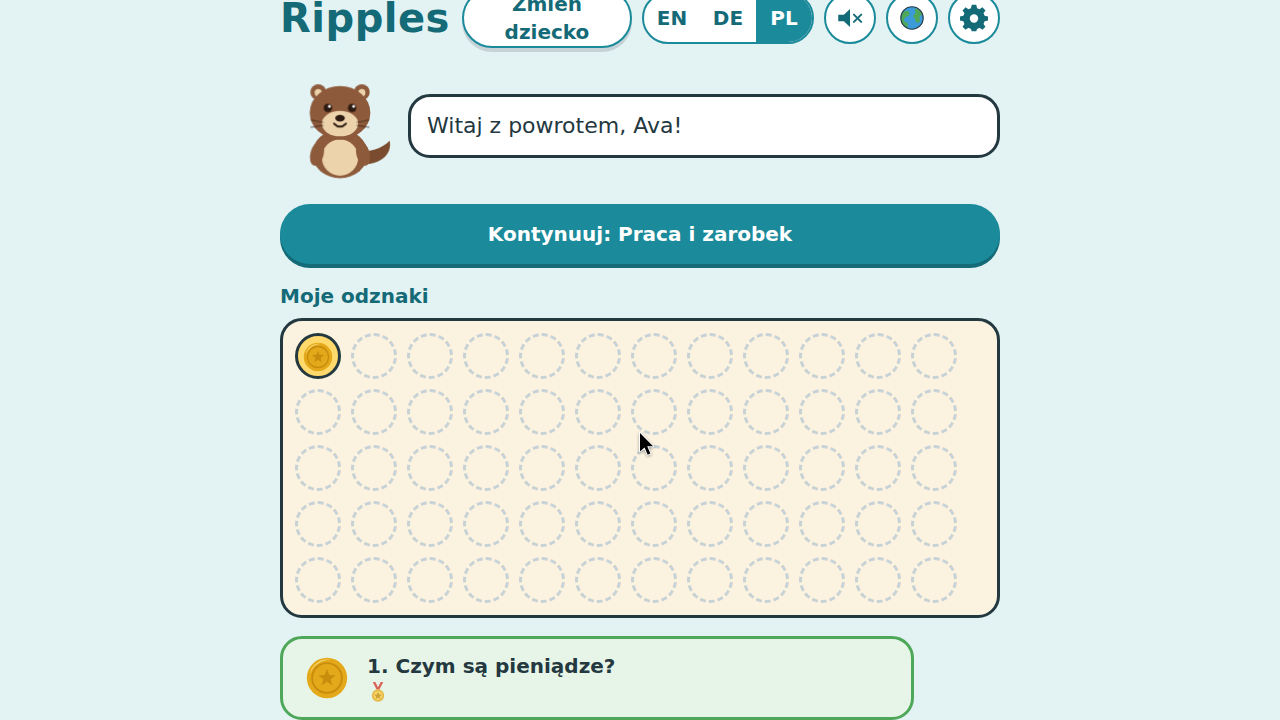 Ripples
Zmień
dziecko
EN DE PL
Witaj z powrotem, Ava!
Kontynuuj: Praca i zarobek
Moje odznaki
1. Czym są pieniądze?